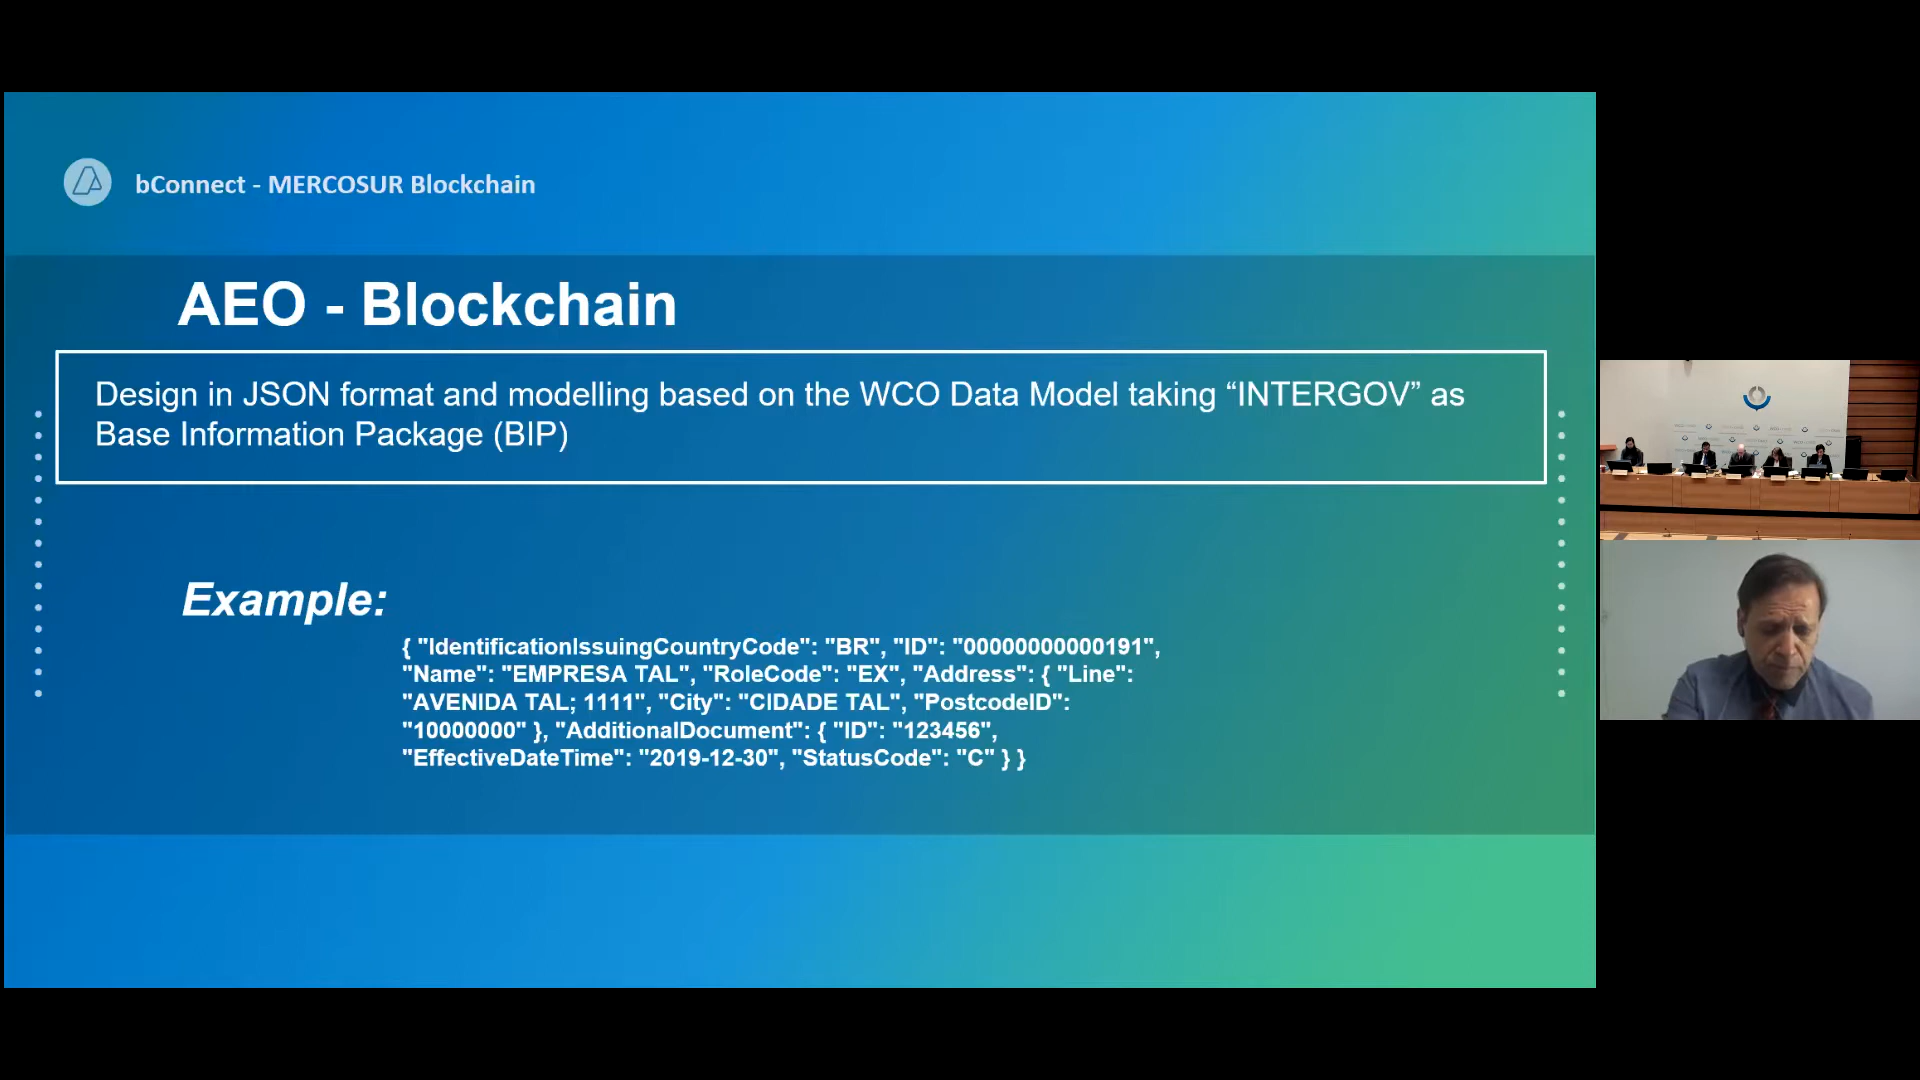 bConnect - MERCOSUR Blockchain
AEO - Blockchain
Design in JSON format and modelling based on the WCO Data Model taking “INTERGOV” as
Base Information Package (BIP)
Example:
{ "IdentificationIssuingCountryCode": "BR", "ID": "00000000000191",
"Name": "EMPRESA TAL", "RoleCode": "EX", "Address": { "Line":
"AVENIDA TAL; 1111", "City": "CIDADE TAL", "PostcodeID":
"10000000" }, "AdditionalDocument": { "ID": "123456",
"EffectiveDateTime": "2019-12-30", "StatusCode": "C" } }